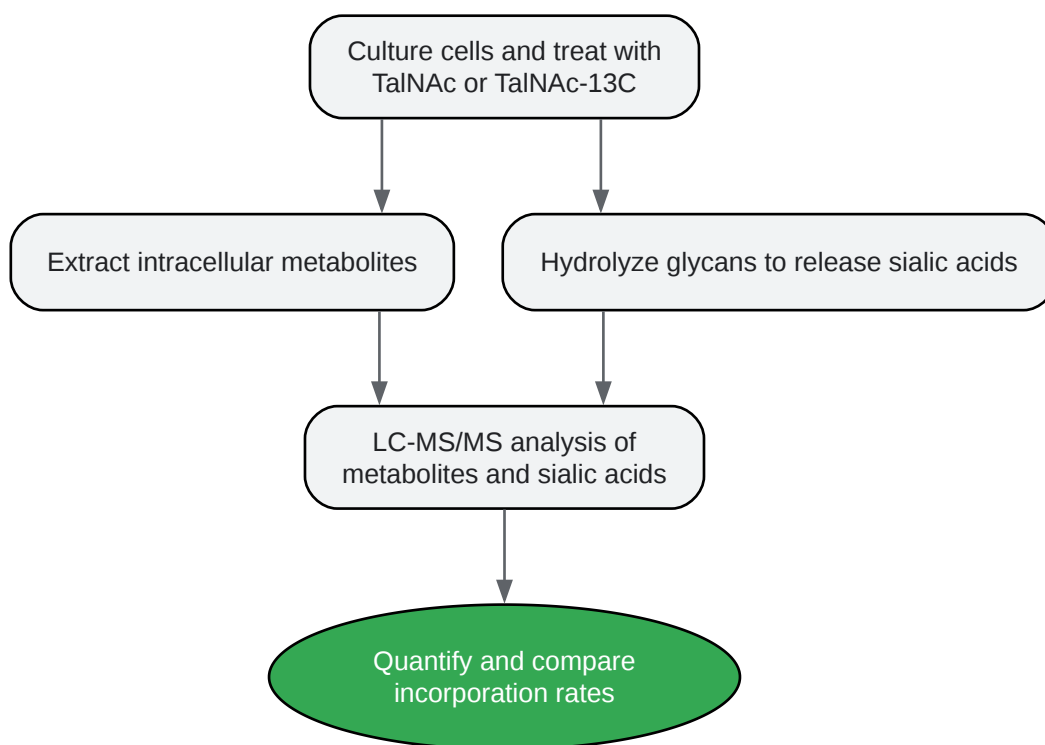 Culture cells and treat with
TalNAc or TalNAc-13C
Extract intracellular metabolites
Hydrolyze glycans to release sialic acids
LC-MS/MS analysis of
metabolites and sialic acids
Quantify and compare
incorporation rates